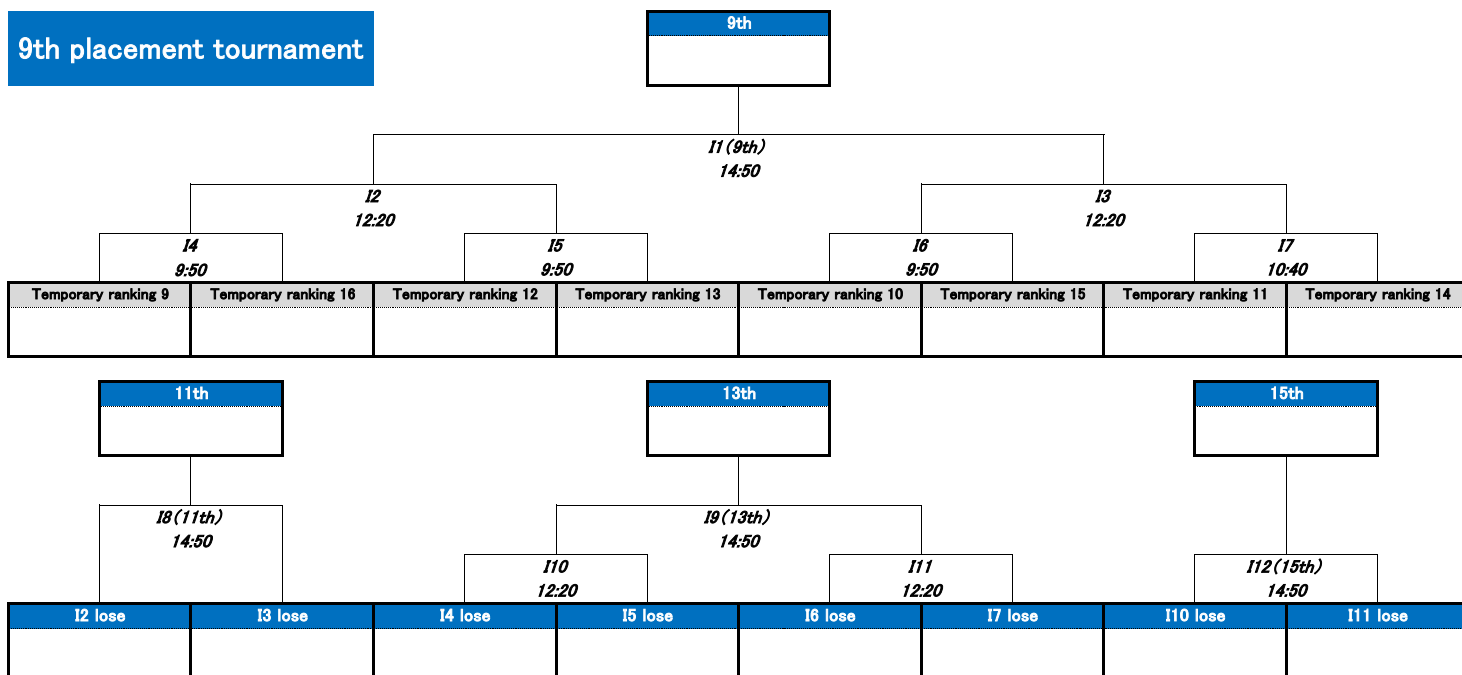 9th placement tournament
9th
I1(9th)
14:50
I2
12:20
I3
12:20
I4
9:50
I5
9:50
I6
9:50
I7
10:40
Temporary ranking 9
Temporary ranking 16
Temporary ranking 12
Temporary ranking 13
Temporary ranking 10
Temporary ranking 15
Temporary ranking 11
Temporary ranking 14
11th
13th
15th
I8(11th)
14:50
I9(13th)
14:50
I10
12:20
I11
12:20
I12(15th)
14:50
I2 lose
I3 lose
I4 lose
I5 lose
I6 lose
I7 lose
I10 lose
I11 lose